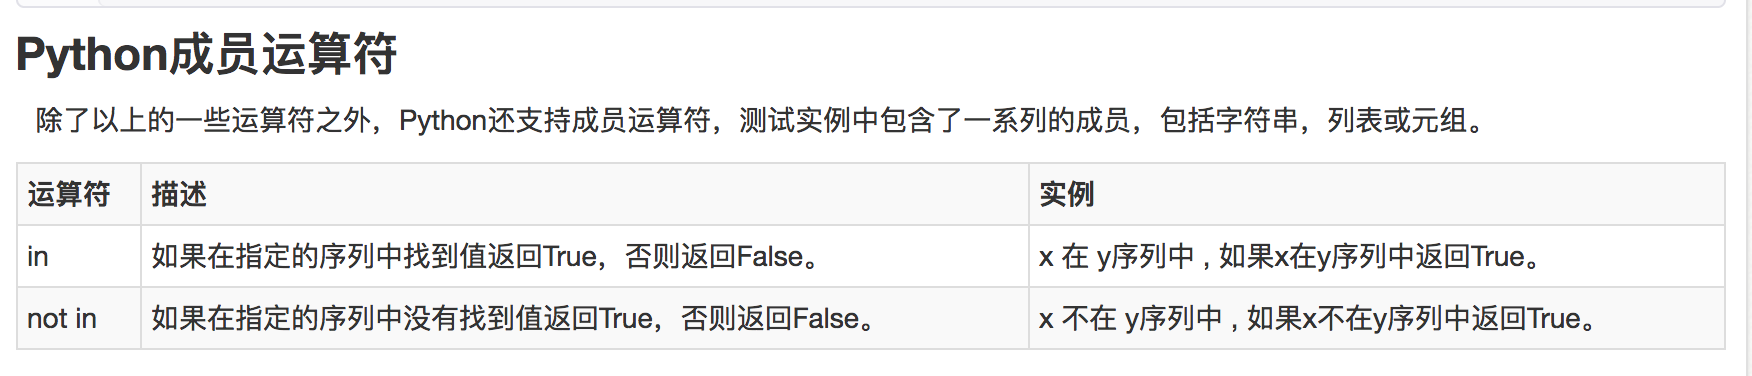 Python成员运算符
除了以上的一些运算符之外，Python还支持成员运算符，测试实例中包含了一系列的成员，包括字符串，列表或元组。
运算符 描述 实例
in 如果在指定的序列中找到值返回True，否则返回False。 x 在 y序列中 , 如果x在y序列中返回True。
not in 如果在指定的序列中没有找到值返回True，否则返回False。 x 不在 y序列中 , 如果x不在y序列中返回True。